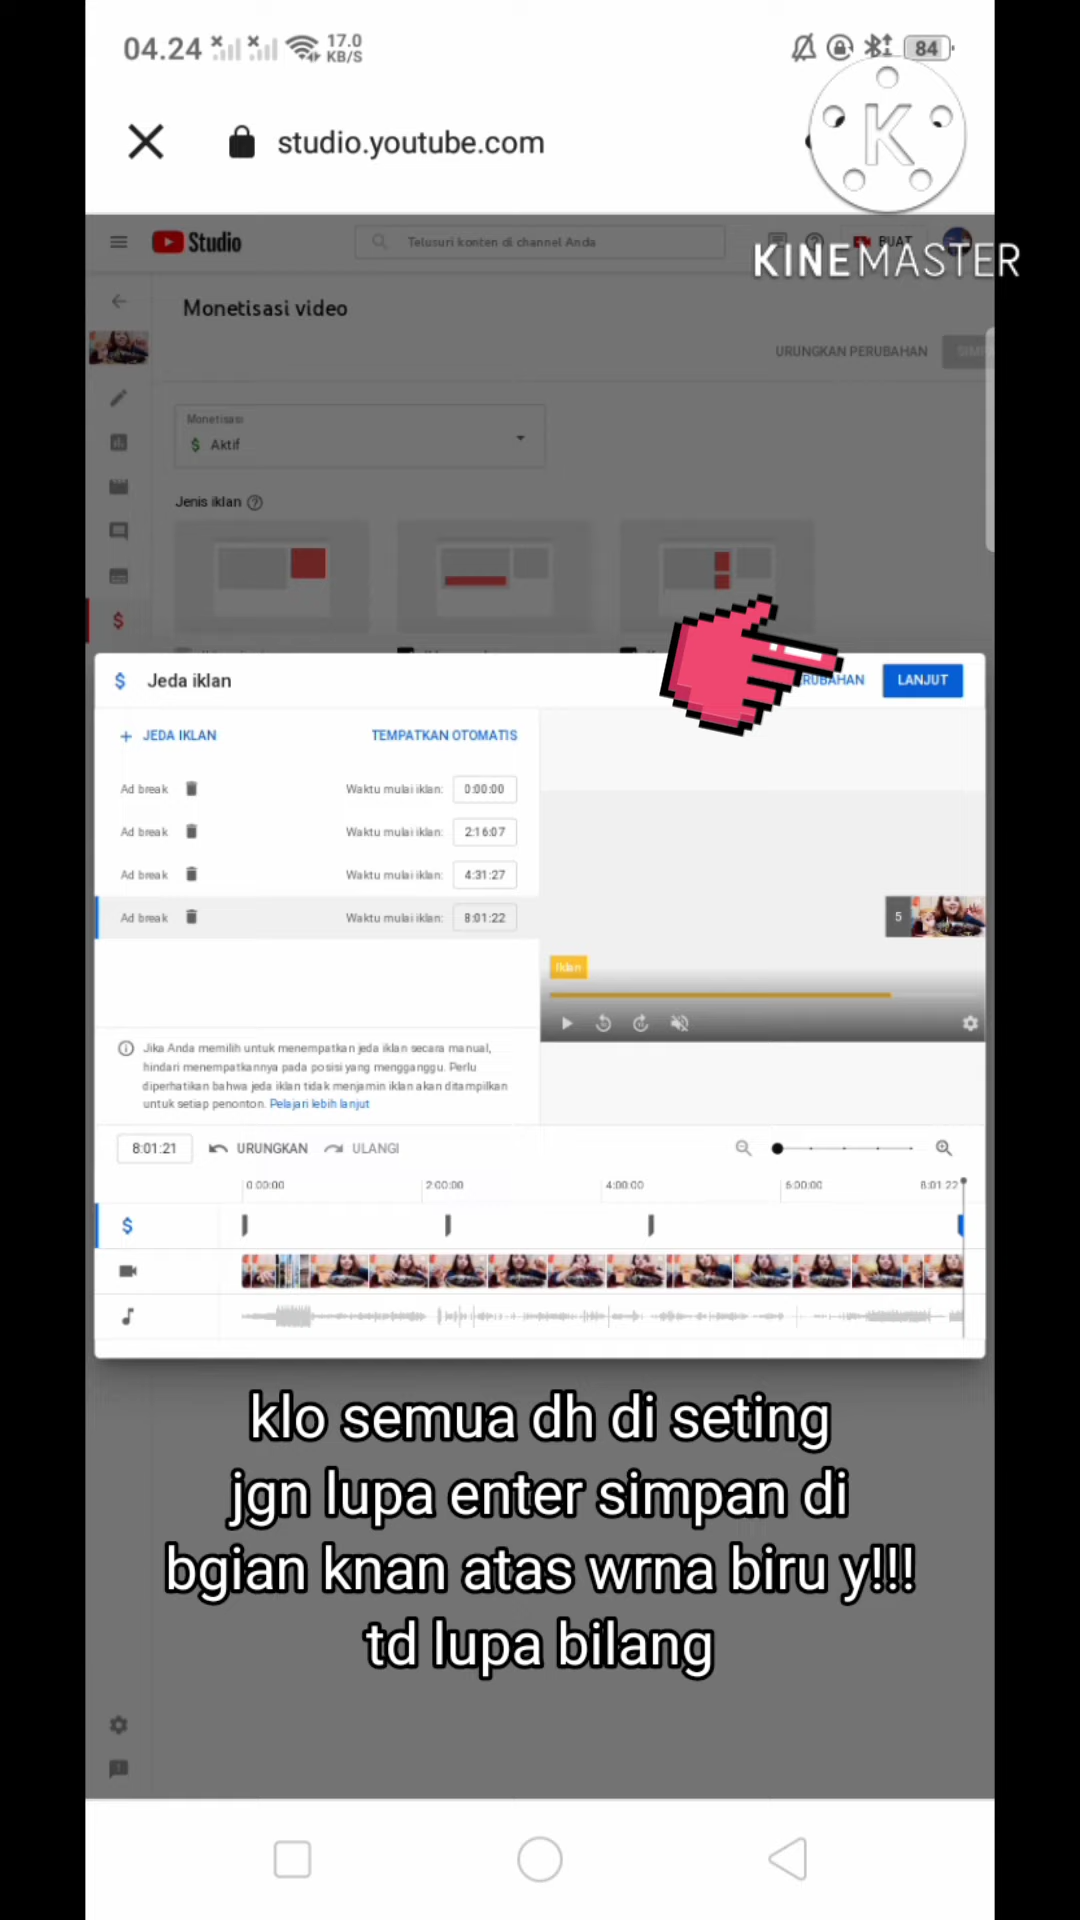 04.24
17.0
KB/S
84
studio.youtube.com
K
KINEMASTER
Studio
Telusuri konten di channel Anda
BUAT
Monetisasi video
URUNGKAN PERUBAHAN
Monetisasi
$ Aktif
Jenis iklan
$
$ Jeda iklan
LANJUT
+ JEDA IKLAN
TEMPATKAN OTOMATIS
Ad break Waktu mulai iklan: 0:00:00
Ad break Waktu mulai iklan: 2:16:07
Ad break Waktu mulai iklan: 4:31:27
Ad break Waktu mulai iklan: 8:01:22
5
Iklan
Jika Anda memilih untuk menempatkan jeda iklan secara manual,
hindari menempatkannya pada posisi yang mengganggu. Perlu
diperhatikan bahwa jeda iklan tidak menjamin iklan akan ditampilkan
untuk setiap penonton. Pelajari lebih lanjut
8:01:21 URUNGKAN ULANGI
0:00:00 2:00:00 4:00:00 6:00:00 8:01:22
$
klo semua dh di seting
jgn lupa enter simpan di
bgian knan atas wrna biru y!!!
td lupa bilang